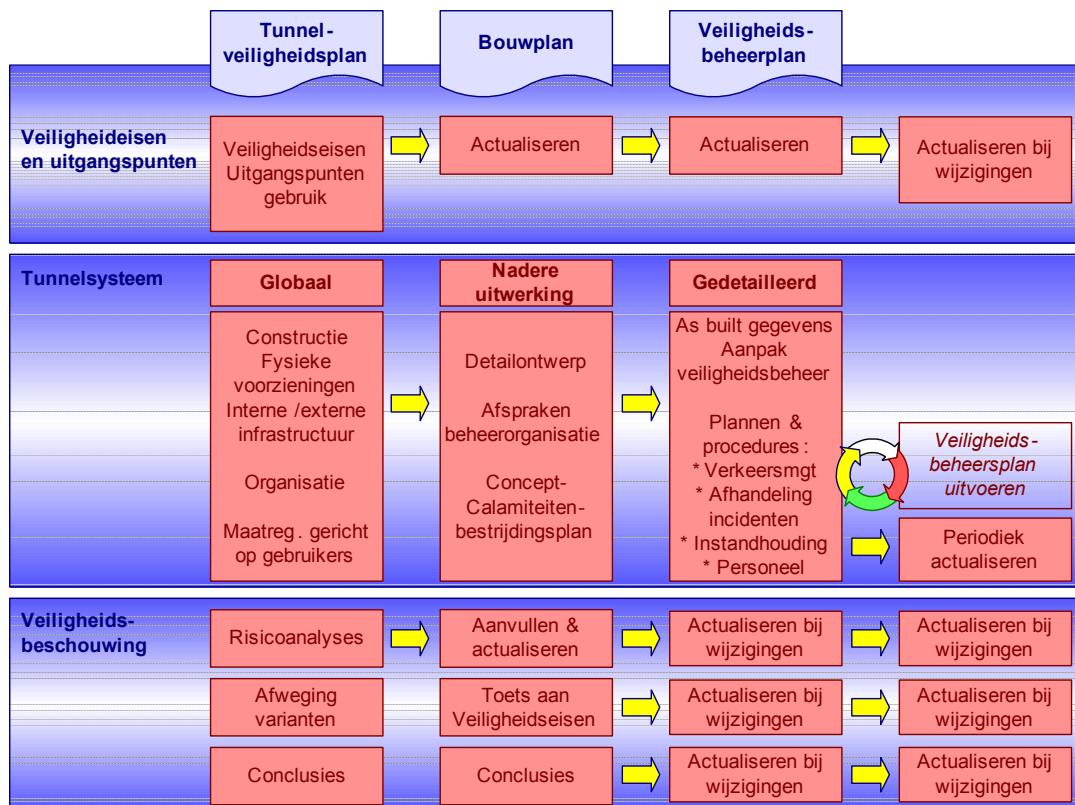 Tunnel-
veiligheidsplan
Bouwplan
Veiligheids-
beheerplan
Veiligheideisen
en uitgangspunten
Veiligheidseisen
Uitgangspunten
gebruik
Actualiseren
Actualiseren
Actualiseren bij
wijzigingen
Tunnelsysteem
Globaal
Nadere
uitwerking
Gedetailleerd
Constructie
Fysieke
voorzieningen
Interne /externe
infrastructuur
Organisatie
Maatreg. gericht
op gebruikers
Detailontwerp
Afspraken
beheerorganisatie
Concept-
Calamiteiten-
bestrijdingsplan
As built gegevens
Aanpak
veiligheidsbeheer
Plannen &
procedures :
* Verkeersmgt
* Afhandeling
incidenten
* Instandhouding
* Personeel
Veiligheids-
beheersplan
uitvoeren
Periodiek
actualiseren
Veiligheids-
beschouwing
Risicoanalyses
Aanvullen &
actualiseren
Actualiseren bij
wijzigingen
Actualiseren bij
wijzigingen
Afweging
varianten
Toets aan
Veiligheidseisen
Actualiseren bij
wijzigingen
Actualiseren bij
wijzigingen
Conclusies
Conclusies
Actualiseren bij
wijzigingen
Actualiseren bij
wijzigingen